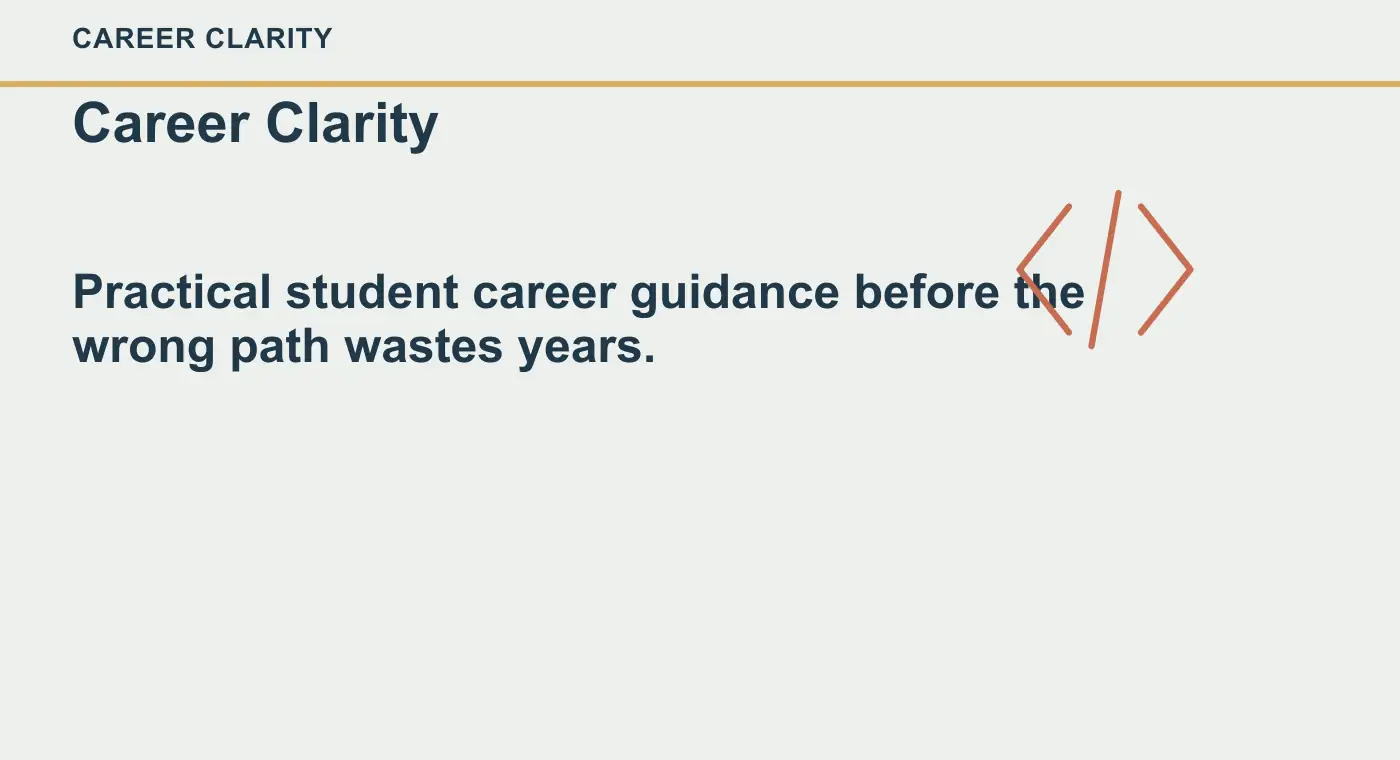 CAREER CLARITY
Career Clarity
Practical student career guidance before the
wrong path wastes years.